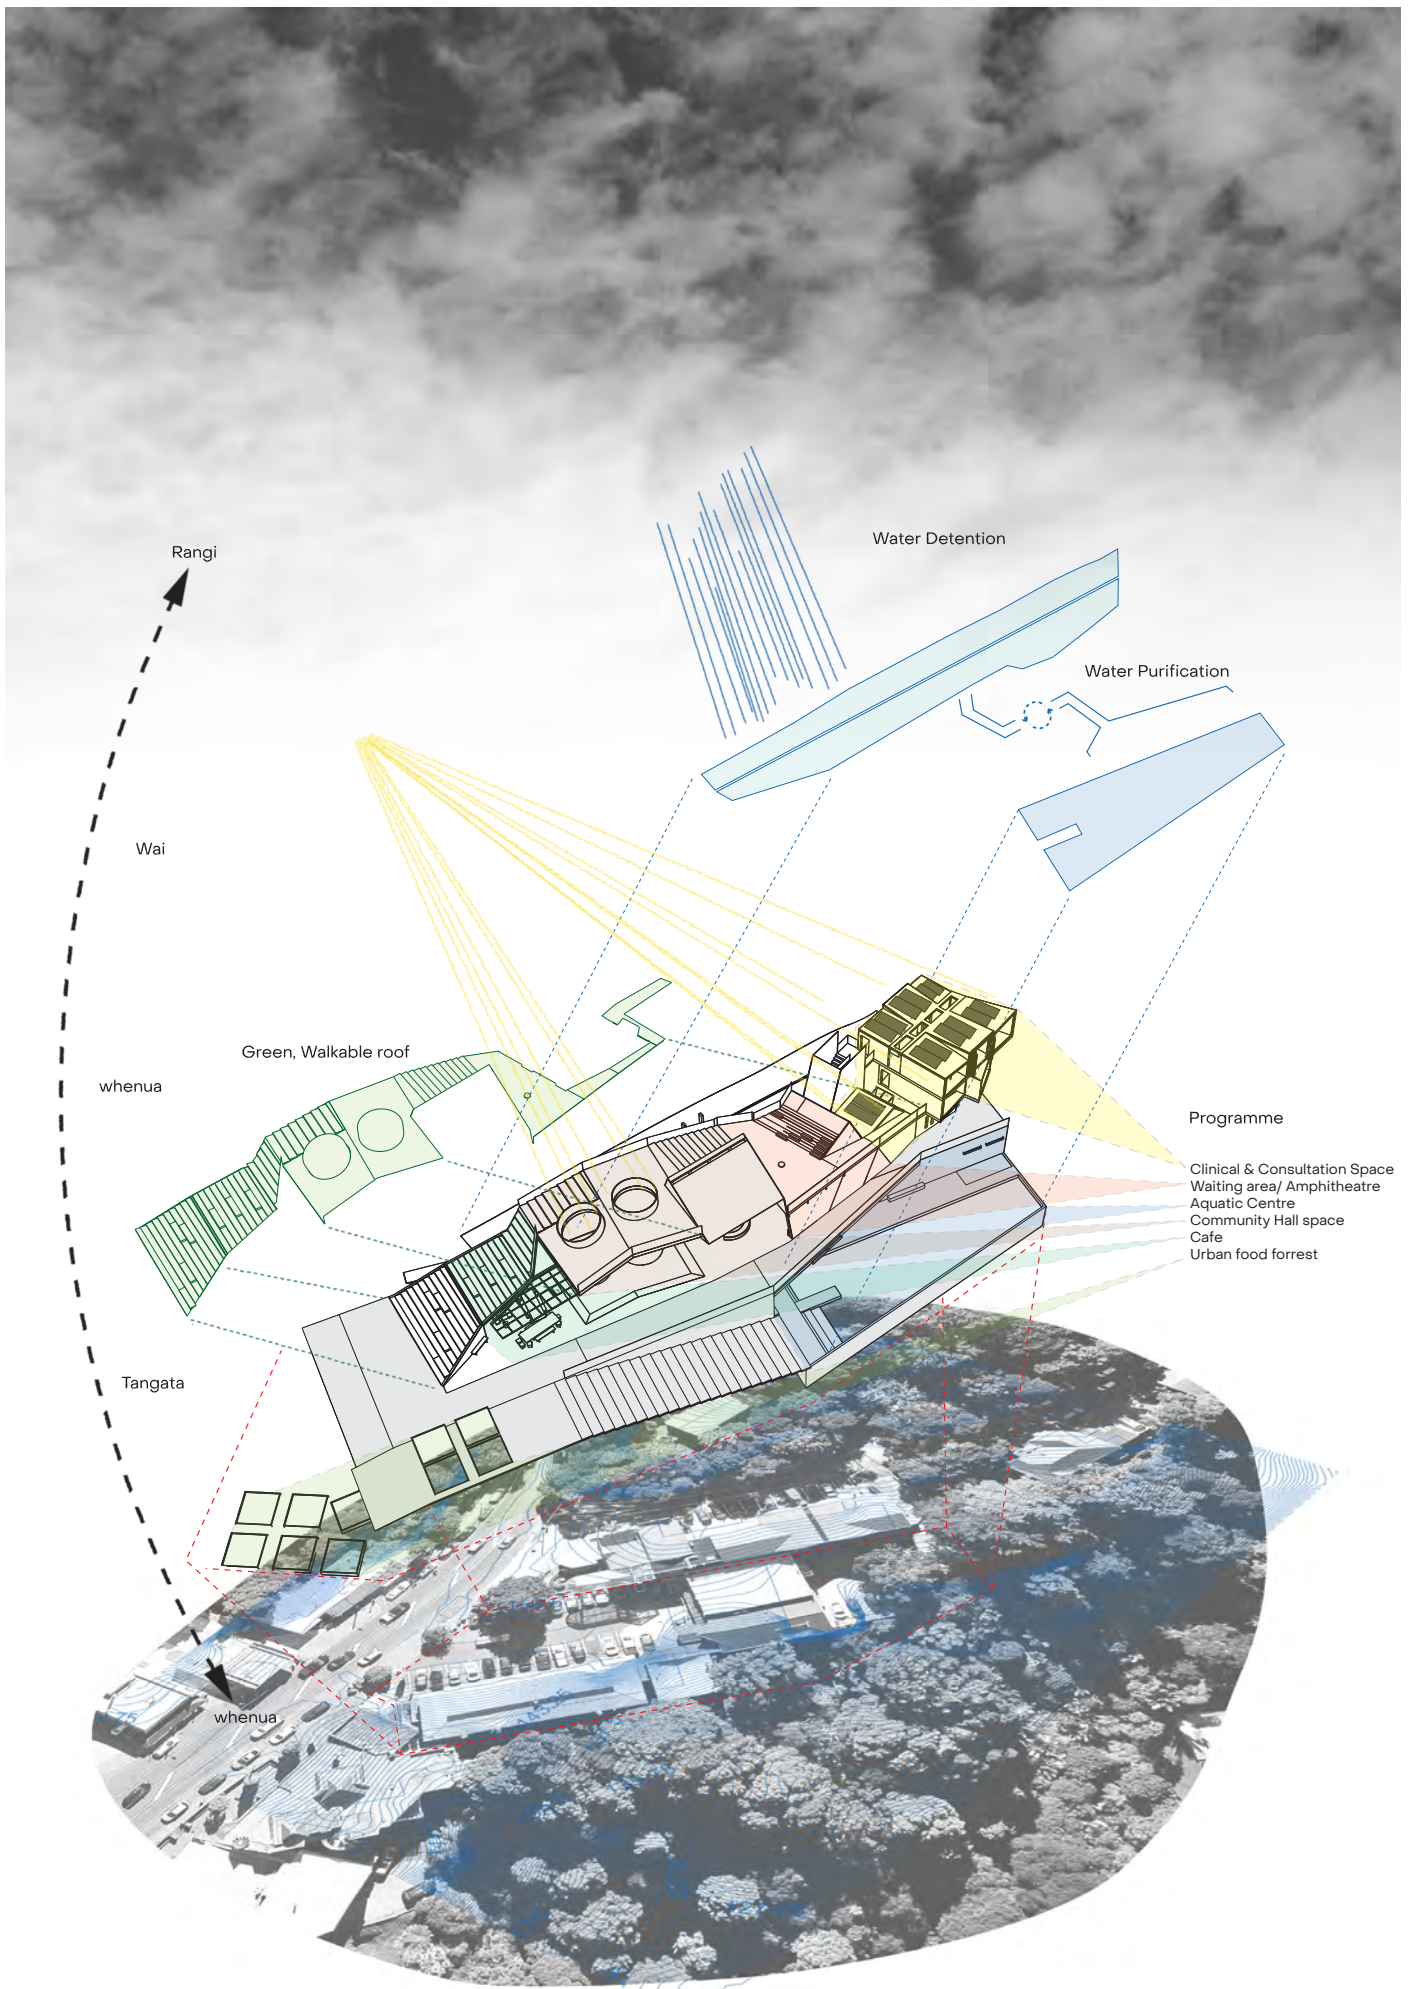 Water Detention
Rangi
Water Purification
Wai
Green, Walkable roof
whenua
Programme
Clinical & Consultation Space
Waiting area/ Amphitheatre
Aquatic Centre
Community Hall space
Cafe
Urban food forrest
Tangata
whenua